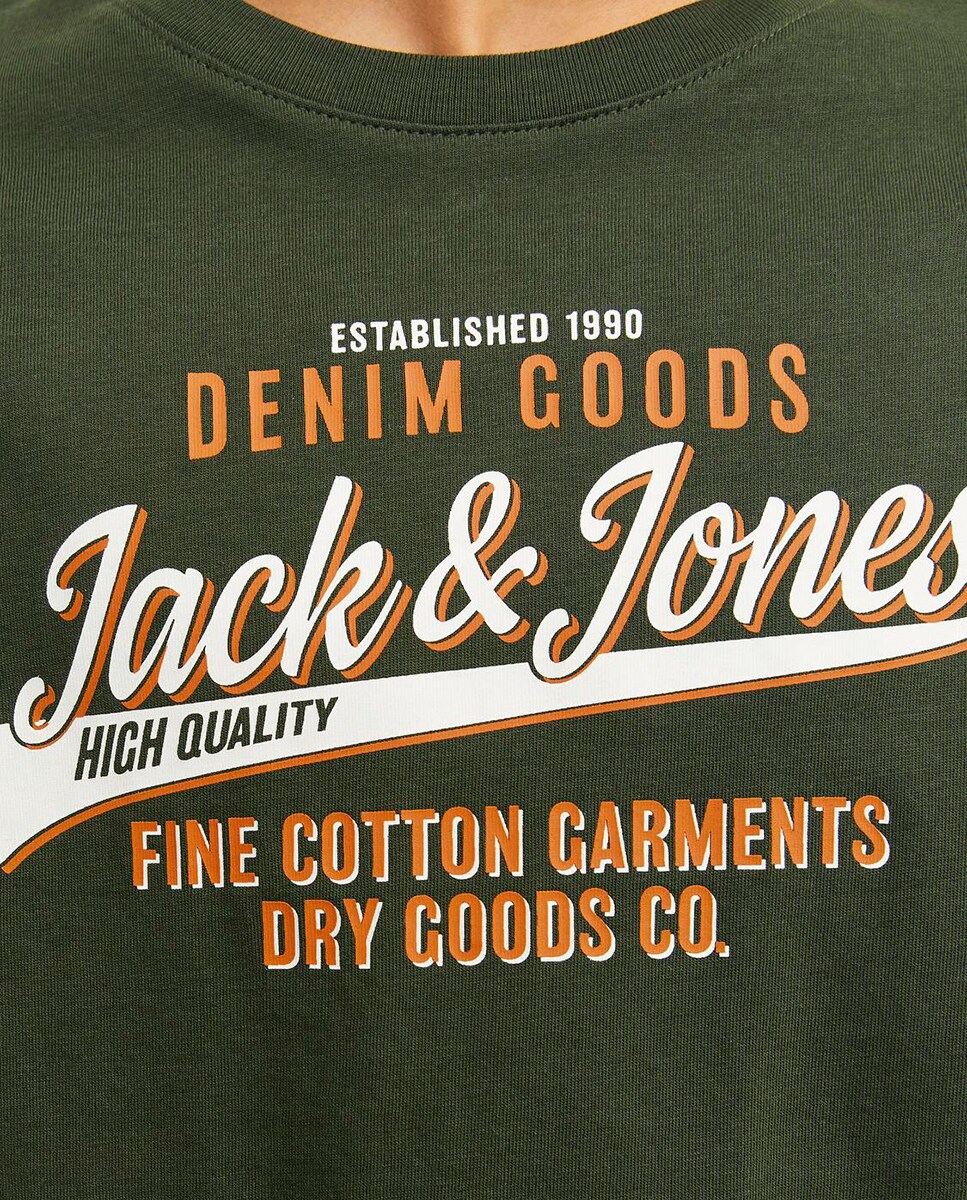 ESTABLISHED 1990
DENIM GOODS
Jack & Jones
HIGH QUALITY
FINE COTTON GARMENTS
DRY GOODS CO.